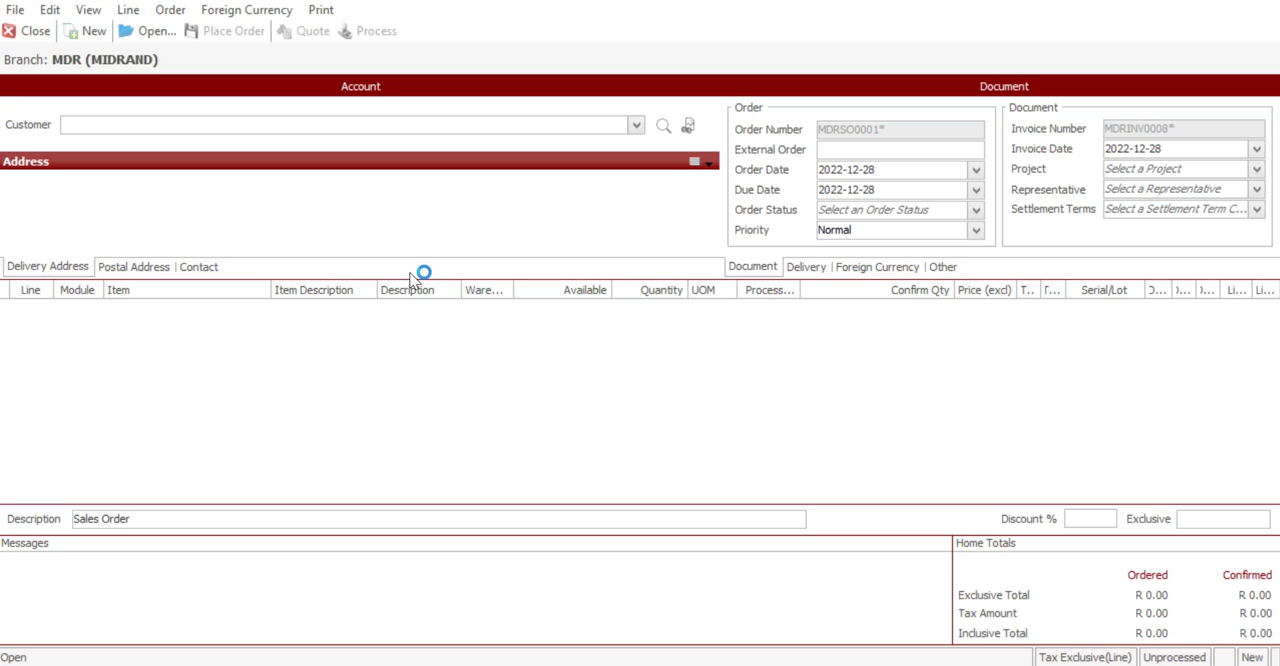 File Edit View Line Order Foreign Currency Print
Close New Open... Place Order Quote Process
Branch: MDR (MIDRAND)
Account
Customer
Address
Delivery Address Postal Address Contact
Document
Order
Order Number MDRSO0001*
External Order
Order Date 2022-12-28
Due Date 2022-12-28
Order Status Select an Order Status
Priority Normal
Document
Invoice Number MDRINV0008*
Invoice Date 2022-12-28
Project Select a Project
Representative Select a Representative
Settlement Terms Select a Settlement Term C...
Document Delivery Foreign Currency Other
Line Module Item Item Description Description Ware... Available Quantity UOM Process... Confirm Qty Price (excl) T... Serial/Lot Li... Li...
Description Sales Order Discount % Exclusive
Messages
Home Totals
Ordered Confirmed
Exclusive Total R 0.00 R 0.00
Tax Amount R 0.00 R 0.00
Inclusive Total R 0.00 R 0.00
Open Tax Exclusive(Line) Unprocessed New